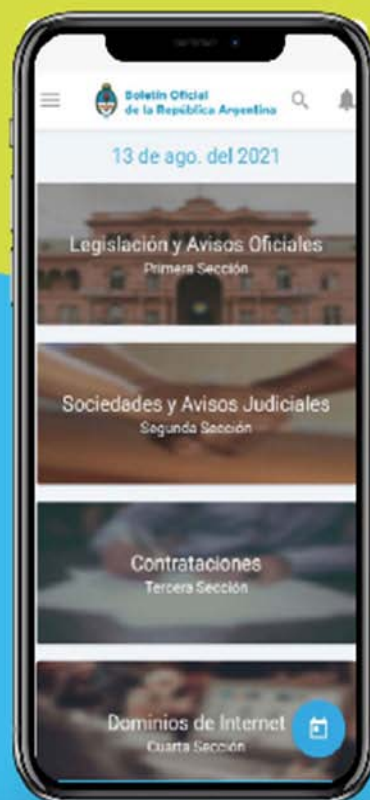 Boletín Oficial
de la República Argentina
13 de ago. del 2021
Legislación y Avisos Oficiales
Primera Sección
Sociedades y Avisos Judiciales
Segunda Sección
Contrataciones
Tercera Sección
Dominios de Internet
Cuarta Sección